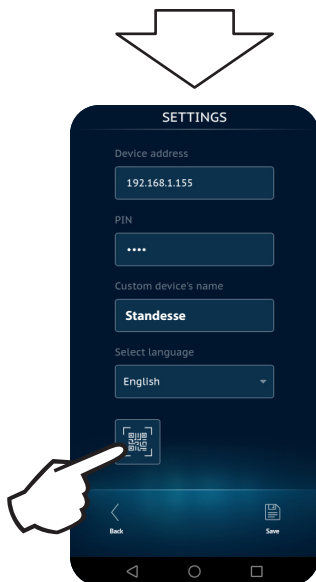 SETTINGS
Device address
192.168.1.155
PIN
••••
Custom device's name
Standesse
Select language
English
Back
Save